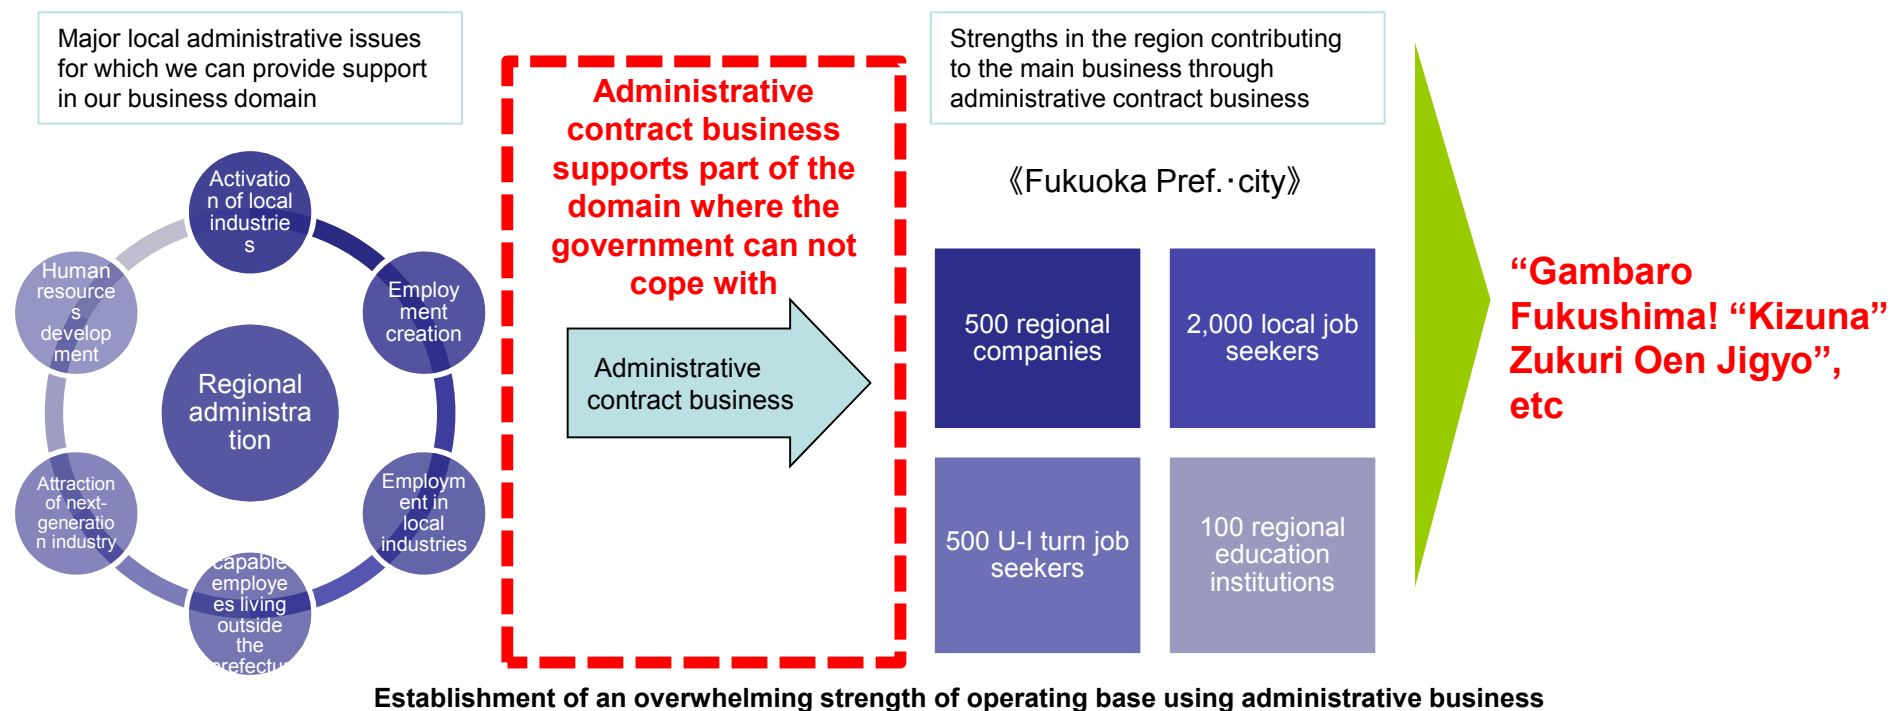 Major local administrative issues
for which we can provide support
in our business domain
Activatio
n of local
industrie
s
Employ
ment
creation
Employm
ent in
local
industries
capable
employe
es living
outside
the
prefectur
Attraction
of next-
generatio
n industry
Human
resource
s
develop
ment
Regional
administra
tion
Administrative
contract business
supports part of the
domain where the
government can not
cope with
Administrative
contract business
Strengths in the region contributing
to the main business through
administrative contract business
《Fukuoka Pref.･city》
500 regional
companies
2,000 local job
seekers
500 U-I turn job
seekers
100 regional
education
institutions
“Gambaro
Fukushima! “Kizuna”
Zukuri Oen Jigyo”,
etc
Establishment of an overwhelming strength of operating base using administrative business